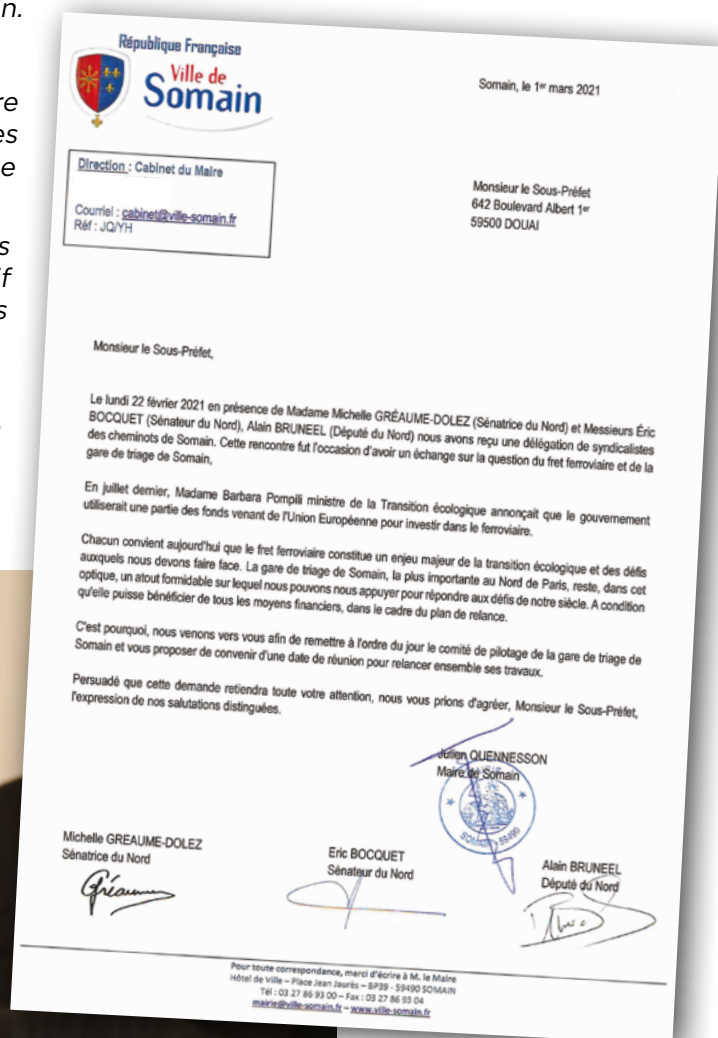 n.
re
es
e
s
if
s
République Française
Ville de
Somain
Somain, le 1er mars 2021
Direction : Cabinet du Maire
Courriel : cabinet@ville-somain.fr
Réf : JQ/YH
Monsieur le Sous-Préfet
642 Boulevard Albert 1er
59500 DOUAI
Monsieur le Sous-Préfet,
Le lundi 22 février 2021 en présence de Madame Michelle GRÉAUME-DOLEZ (Sénatrice du Nord) et Messieurs Éric
BOCQUET (Sénateur du Nord), Alain BRUNEEL (Député du Nord) nous avons reçu une délégation de syndicalistes
des cheminots de Somain. Cette rencontre fut l'occasion d'avoir un échange sur la question du fret ferroviaire et de la
gare de triage de Somain,
En juillet dernier, Madame Barbara Pompili ministre de la Transition écologique annonçait que le gouvernement
utiliserait une partie des fonds venant de l'Union Européenne pour investir dans le ferroviaire.
Chacun convient aujourd'hui que le fret ferroviaire constitue un enjeu majeur de la transition écologique et des défis
auxquels nous devons faire face. La gare de triage de Somain, la plus importante au Nord de Paris, reste, dans cet
optique, un atout formidable sur lequel nous pouvons nous appuyer pour répondre aux défis de notre siècle. A condition
qu'elle puisse bénéficier de tous les moyens financiers, dans le cadre du plan de relance.
C'est pourquoi, nous venons vers vous afin de remettre à l'ordre du jour le comité de pilotage de la gare de triage de
Somain et vous proposer de convenir d'une date de réunion pour relancer ensemble ses travaux.
Persuadé que cette demande retiendra toute votre attention, nous vous prions d'agréer, Monsieur le Sous-Préfet,
l'expression de nos salutations distinguées.
Julien QUENNESSON
Maire de Somain
SOMAIN 59490
Michelle GREAUME-DOLEZ
Sénatrice du Nord
Gréaume
Eric BOCQUET
Sénateur du Nord
Alain BRUNEEL
Député du Nord
Pour toute correspondance, merci d'écrire à M. le Maire
Hôtel de Ville – Place Jean Jaurès – BP39 - 59490 SOMAIN
Tél : 03 27 86 93 00 – Fax : 03 27 86 93 04
mairie@ville-somain.fr – www.ville-somain.fr